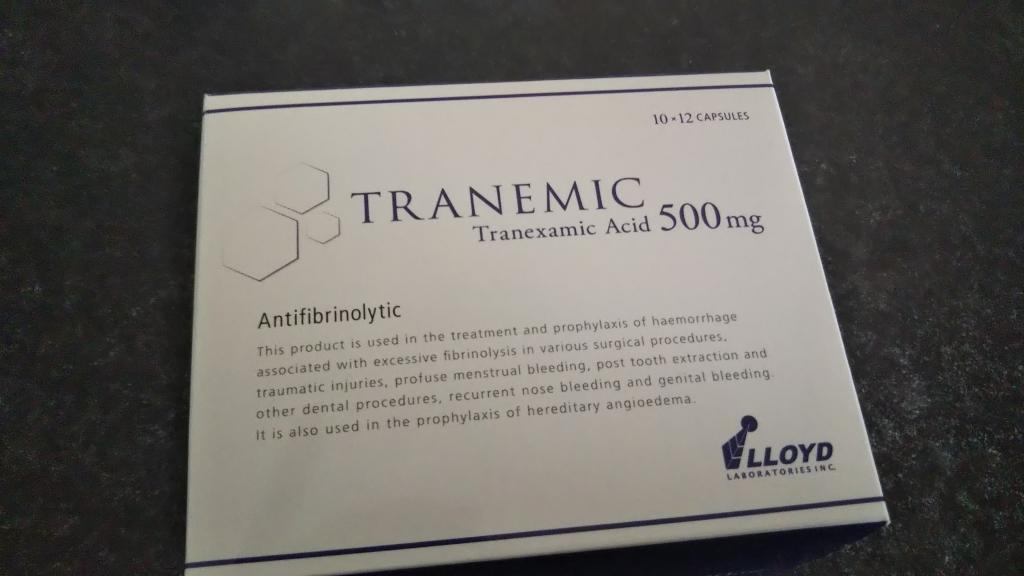 10×12 CAPSULES
TRANEMIC
Tranexamic Acid 500mg
Antifibrinolytic
This product is used in the treatment and prophylaxis of haemorrhage
associated with excessive fibrinolysis in various surgical procedures,
traumatic injuries, profuse menstrual bleeding, post tooth extraction and
other dental procedures, recurrent nose bleeding and genital bleeding.
It is also used in the prophylaxis of hereditary angioedema.
LLOYD
LABORATORIES INC.